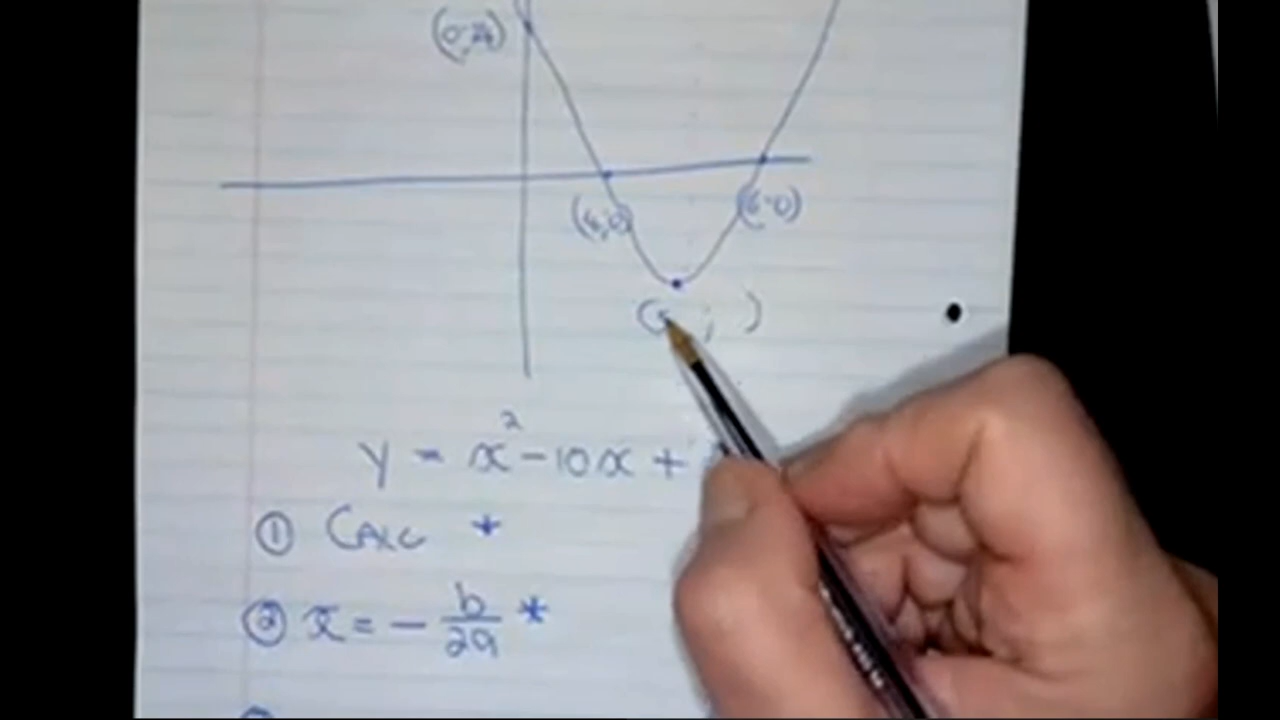 (0;24)
(4;0) (6;0)
( ; )
y = x² - 10x +
① CALC *
② x = - b/2a *